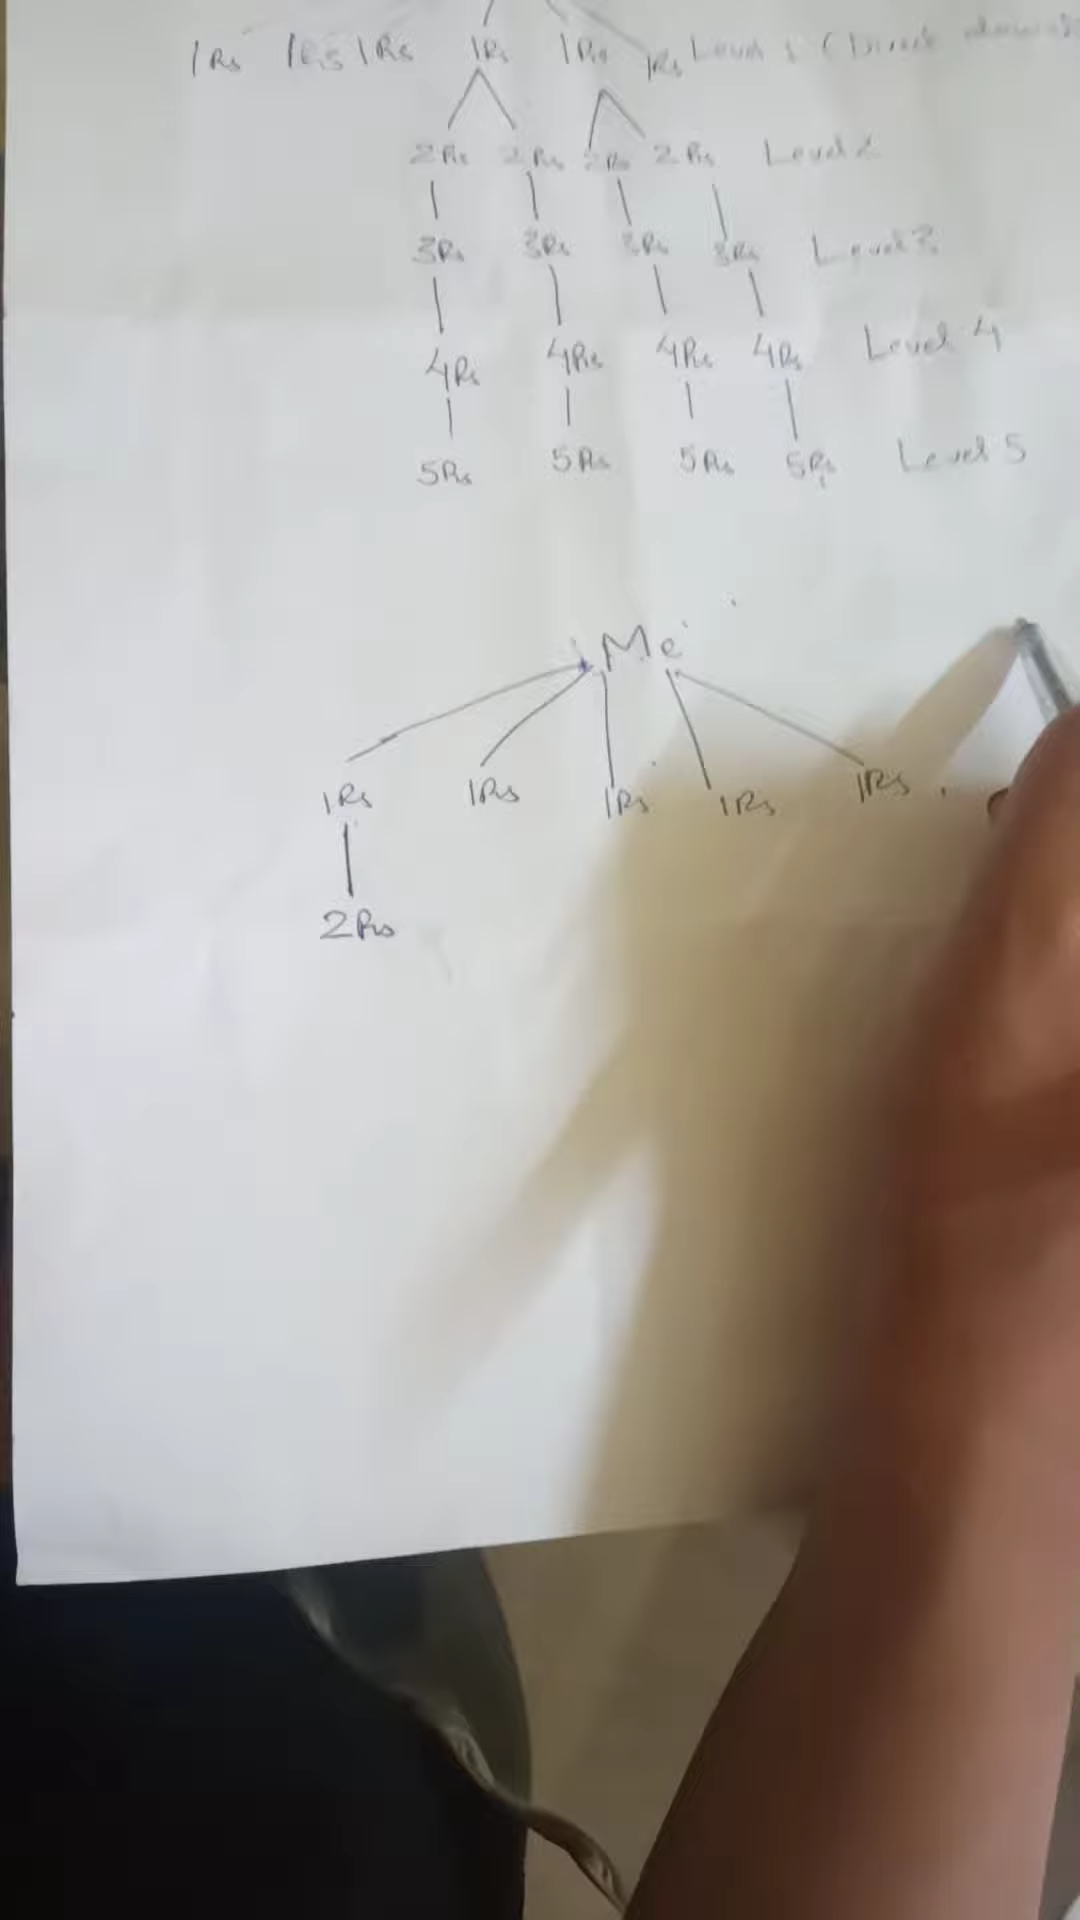 1Rs 1Rs 1Rs 1Rs 1Rs 1Rs Level 1 (Direct
2Rs 2Rs 2Rs 2Rs Level 2
3Rs 3Rs 3Rs 3Rs Level 3
4Rs 4Rs 4Rs 4Rs Level 4
5Rs 5Rs 5Rs 5Rs Level 5
Me
1Rs 1Rs 1Rs 1Rs 1Rs
2Rs